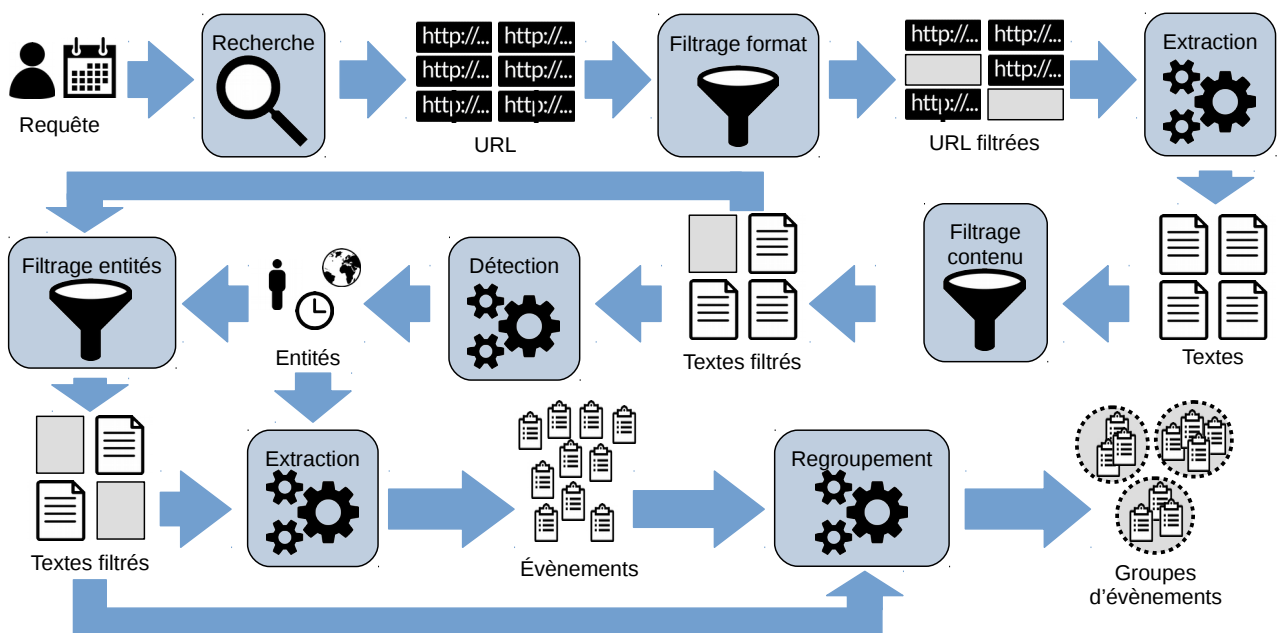 Requête
Recherche
http://... http://...
http://... http://...
http://... http://...
URL
Filtrage format
http://... http://...
http://...
http://...
URL filtrées
Extraction
Filtrage entités
Entités
Détection
Textes filtrés
Filtrage
contenu
Textes
Textes filtrés
Extraction
Évènements
Regroupement
Groupes
d'évènements